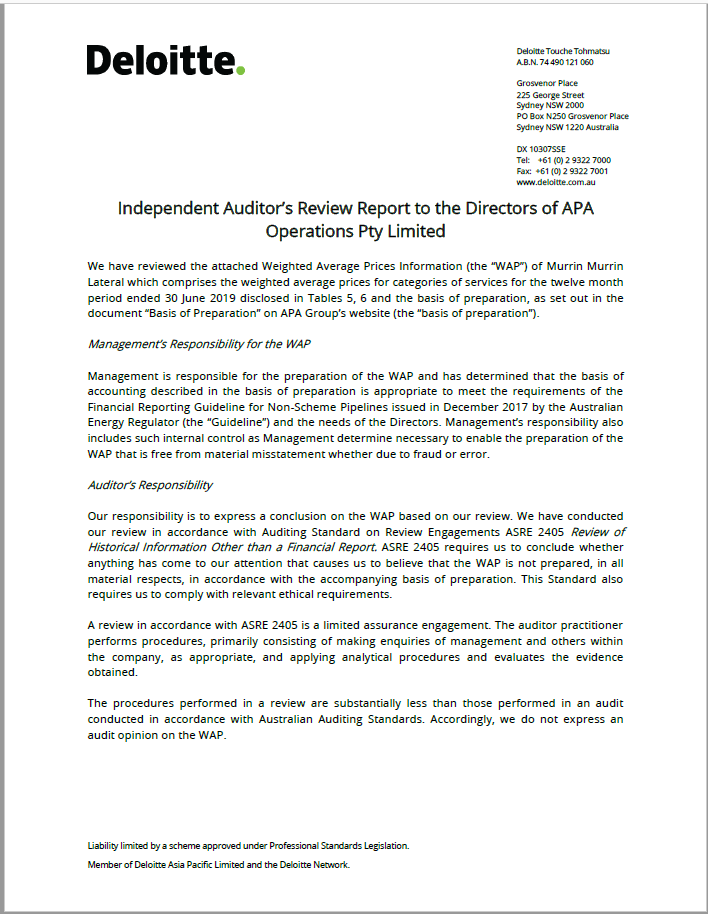 Deloitte.
Deloitte Touche Tohmatsu
A.B.N. 74 490 121 060
Grosvenor Place
225 George Street
Sydney NSW 2000
PO Box N250 Grosvenor Place
Sydney NSW 1220 Australia
DX 10307SSE
Tel: +61 (0) 2 9322 7000
Fax: +61 (0) 2 9322 7001
www.deloitte.com.au
Independent Auditor's Review Report to the Directors of APA
Operations Pty Limited
We have reviewed the attached Weighted Average Prices Information (the "WAP") of Murrin Murrin
Lateral which comprises the weighted average prices for categories of services for the twelve month
period ended 30 June 2019 disclosed in Tables 5, 6 and the basis of preparation, as set out in the
document "Basis of Preparation" on APA Group's website (the "basis of preparation").
Management's Responsibility for the WAP
Management is responsible for the preparation of the WAP and has determined that the basis of
accounting described in the basis of preparation is appropriate to meet the requirements of the
Financial Reporting Guideline for Non-Scheme Pipelines issued in December 2017 by the Australian
Energy Regulator (the "Guideline") and the needs of the Directors. Management's responsibility also
includes such internal control as Management determine necessary to enable the preparation of the
WAP that is free from material misstatement whether due to fraud or error.
Auditor's Responsibility
Our responsibility is to express a conclusion on the WAP based on our review. We have conducted
our review in accordance with Auditing Standard on Review Engagements ASRE 2405 Review of
Historical Information Other than a Financial Report. ASRE 2405 requires us to conclude whether
anything has come to our attention that causes us to believe that the WAP is not prepared, in all
material respects, in accordance with the accompanying basis of preparation. This Standard also
requires us to comply with relevant ethical requirements.
A review in accordance with ASRE 2405 is a limited assurance engagement. The auditor practitioner
performs procedures, primarily consisting of making enquiries of management and others within
the company, as appropriate, and applying analytical procedures and evaluates the evidence
obtained.
The procedures performed in a review are substantially less than those performed in an audit
conducted in accordance with Australian Auditing Standards. Accordingly, we do not express an
audit opinion on the WAP.
Liability limited by a scheme approved under Professional Standards Legislation.
Member of Deloitte Asia Pacific Limited and the Deloitte Network.